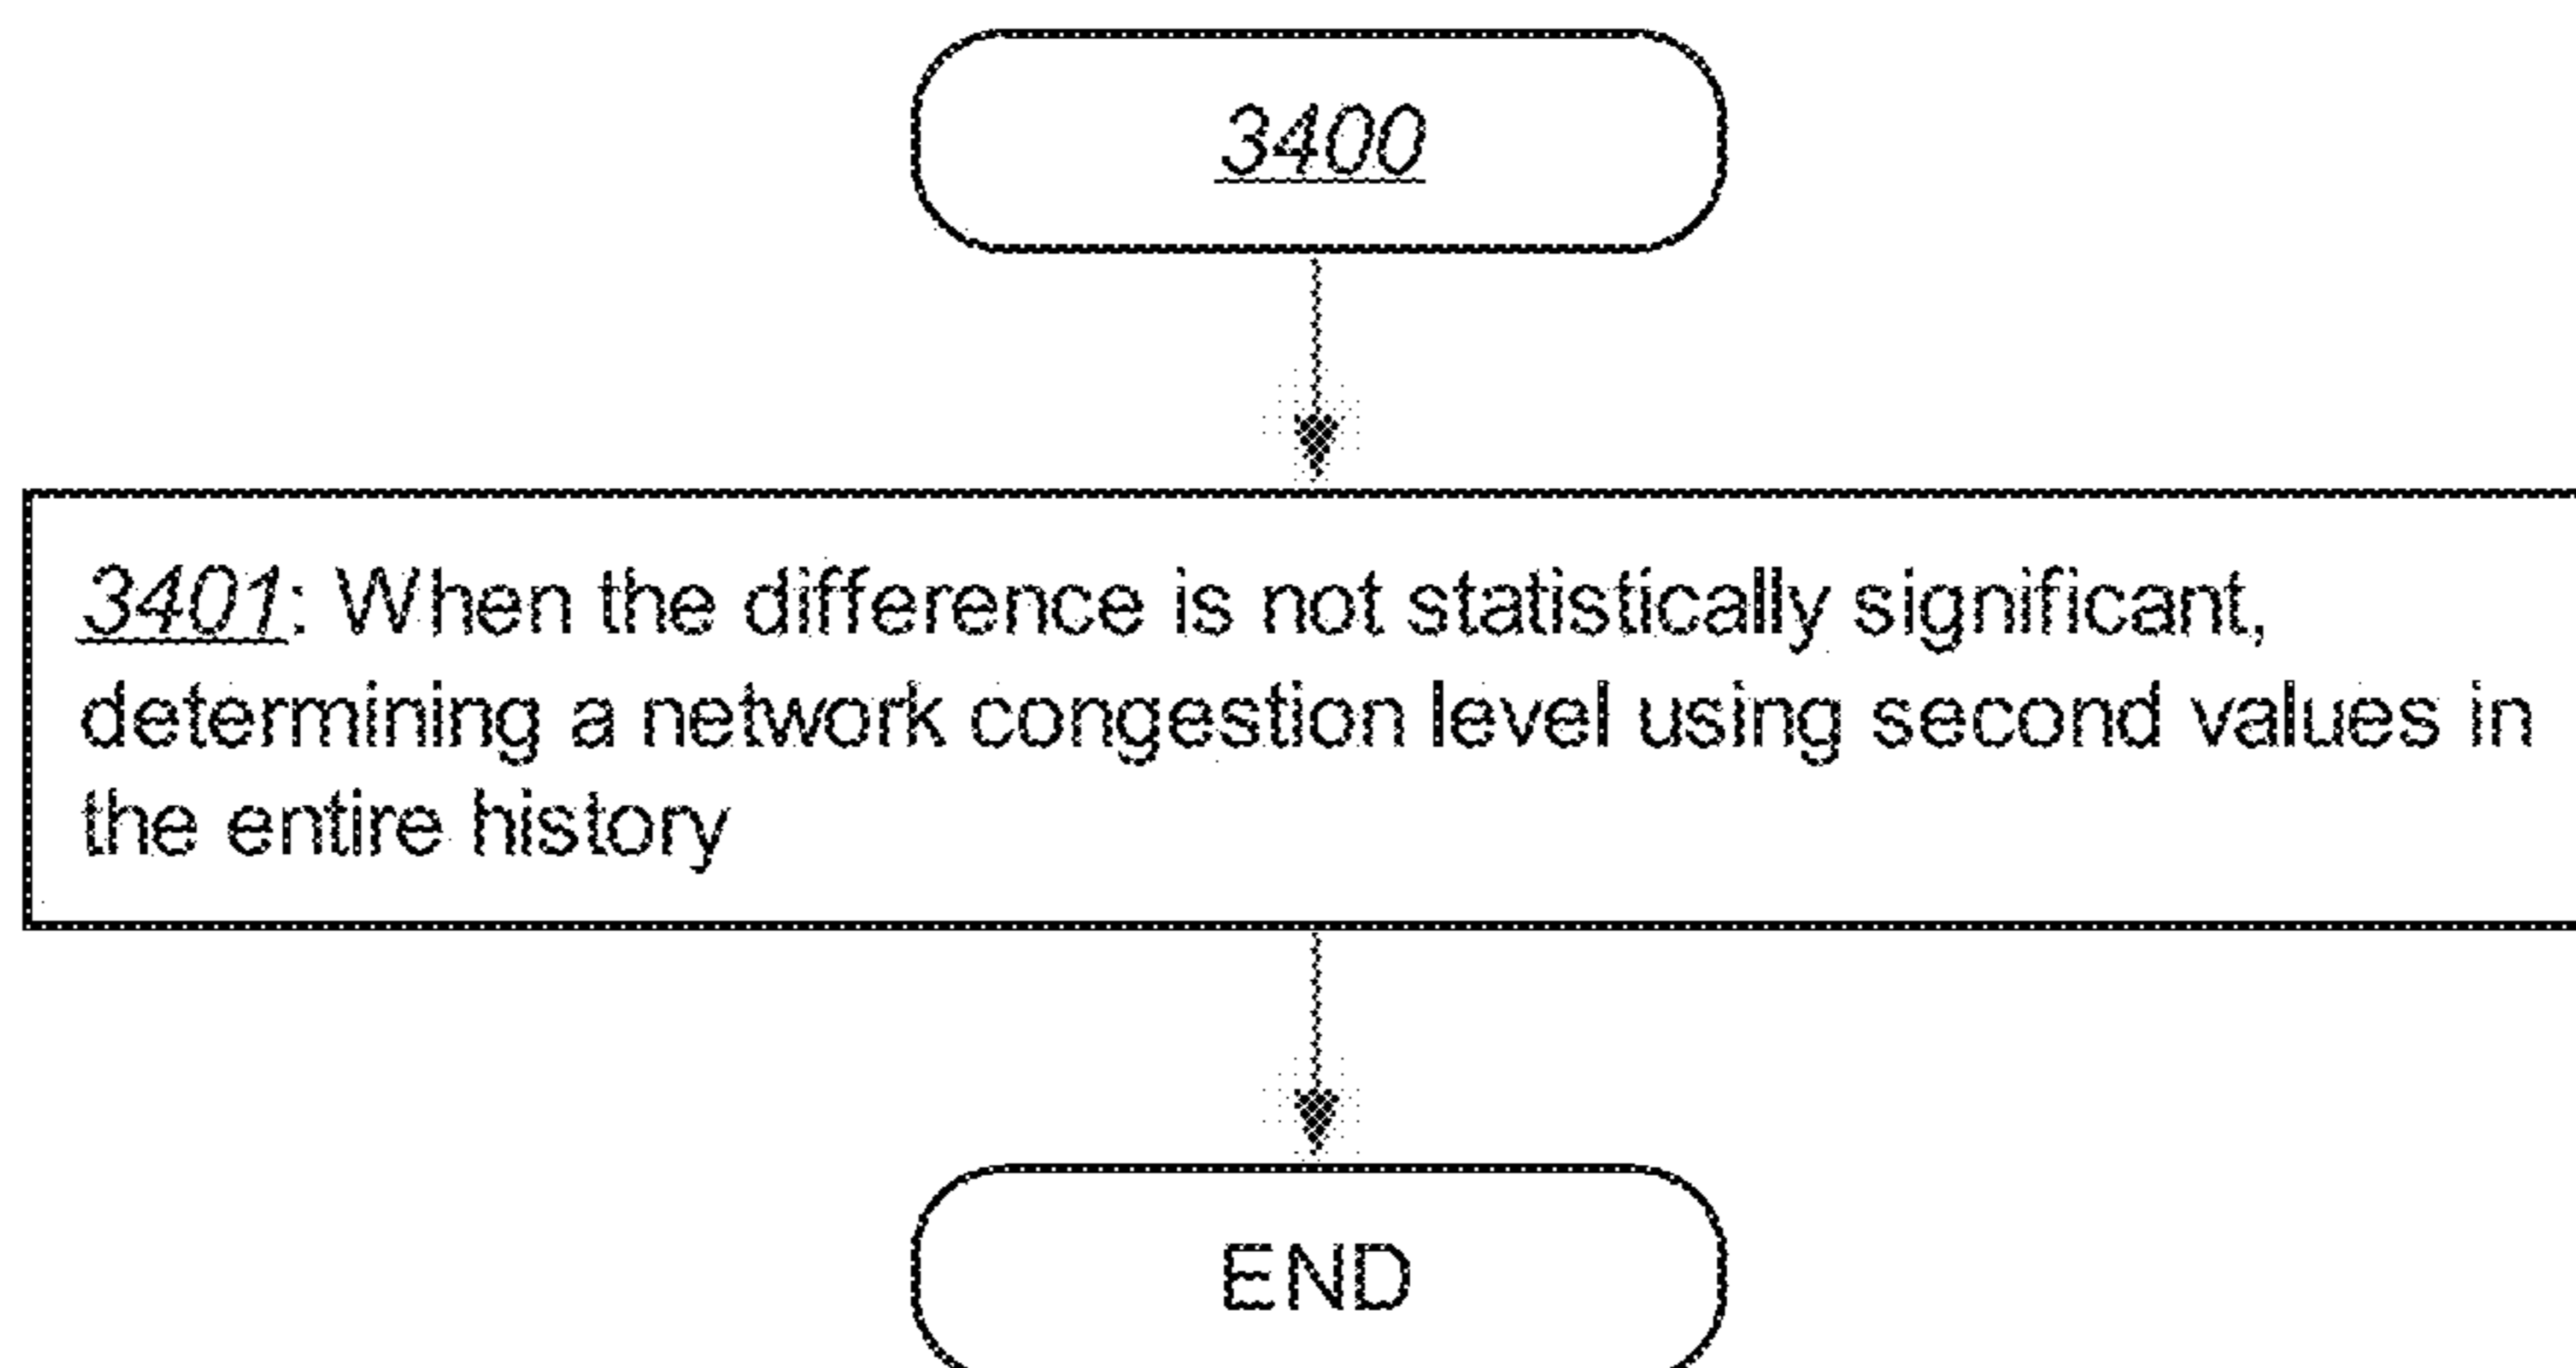 3400
3401: When the difference is not statistically significant,
determining a network congestion level using second values in
the entire history
END